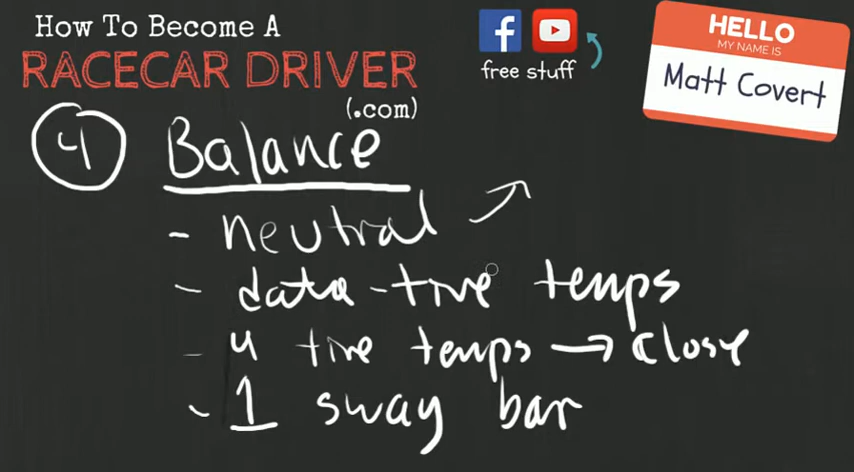 How To Become A
RACECAR DRIVER
(.com)
free stuff
HELLO
MY NAME IS
Matt Covert
4 Balance
- neutral
- data - tire temps
- 4 tire temps → close
- 1 sway bar